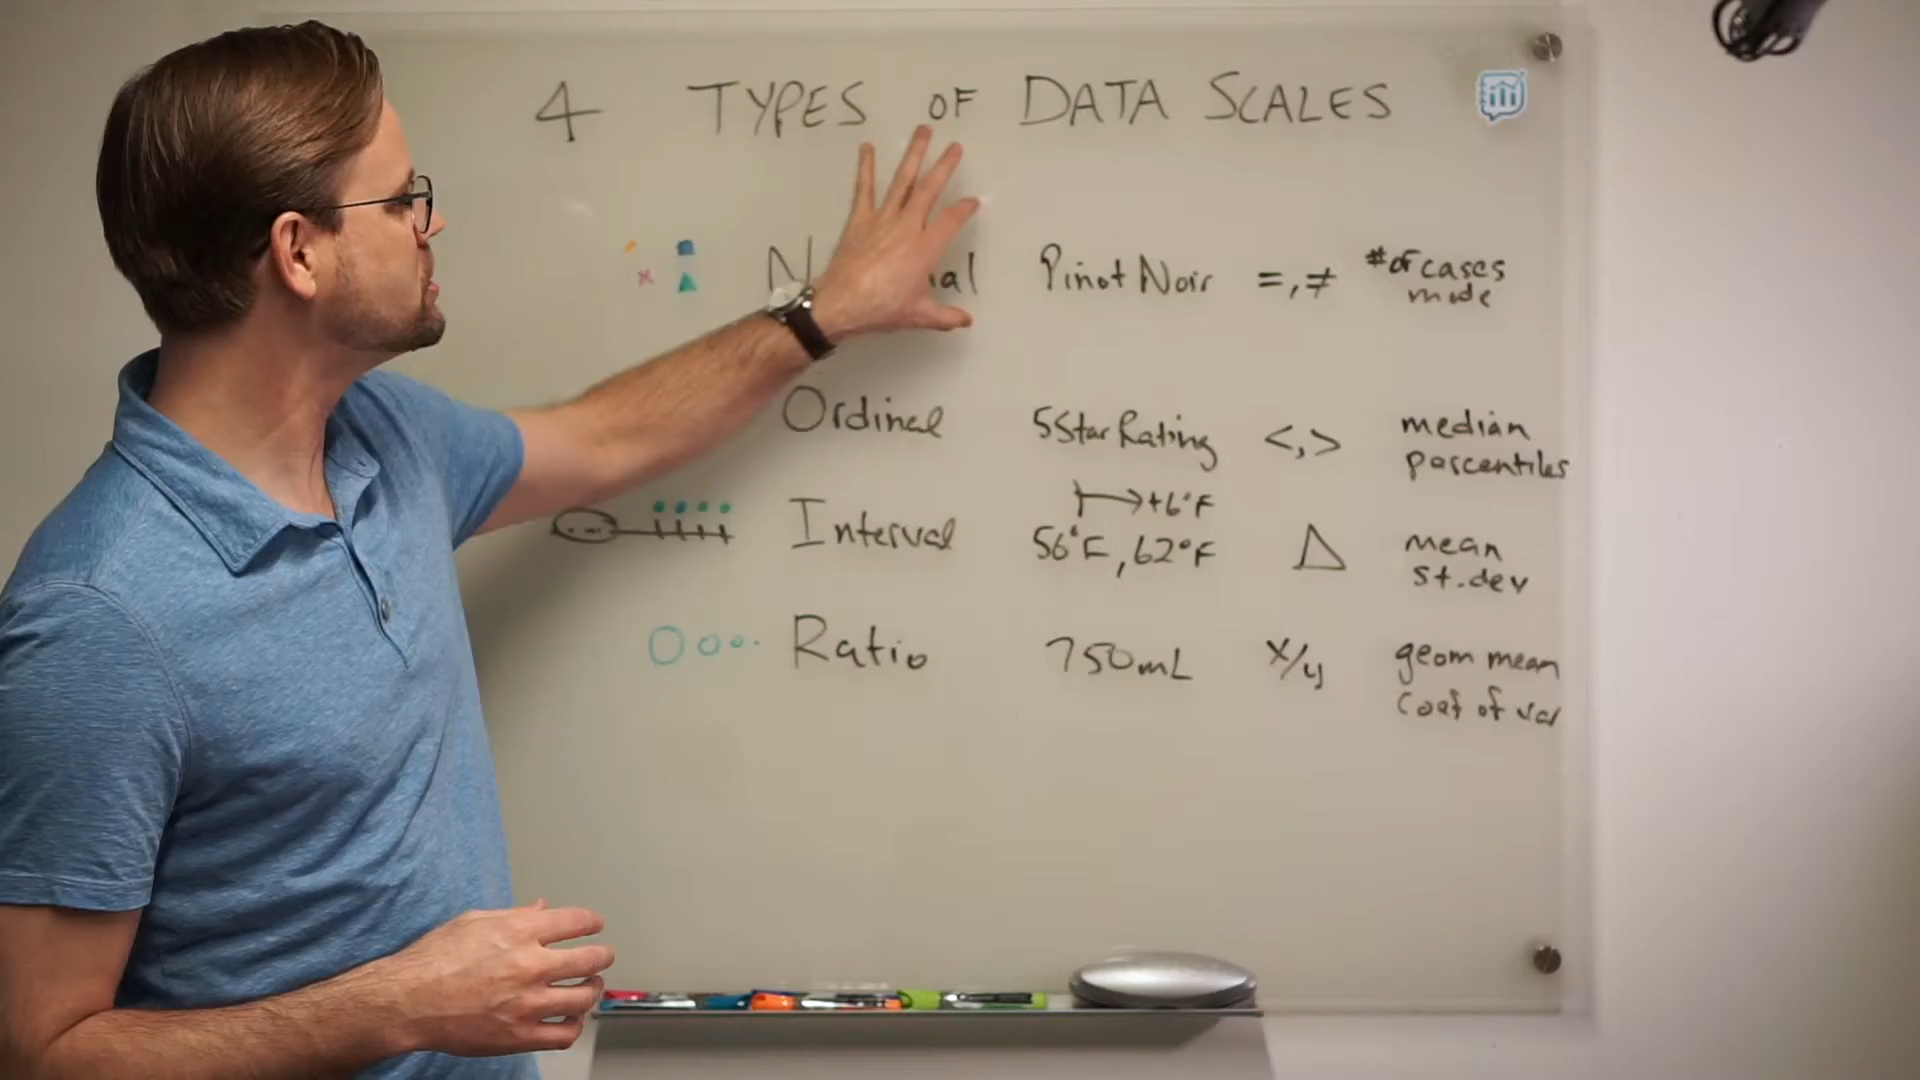 4 TYPES OF DATA SCALES
Pinot Noir =, ≠ # of cases
mode
Ordinal 5 Star Rating <, > median
percentiles
+6°F
Interval 56°F, 62°F Δ mean
st. dev
Ratio 750mL x/y geom mean
coef of var